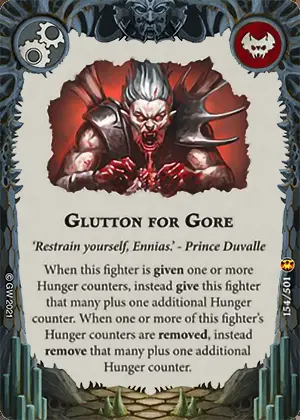 GLUTTON FOR GORE
'Restrain yourself, Ennias.' - Prince Duvalle
When this fighter is given one or more
Hunger counters, instead give this fighter
that many plus one additional Hunger
counter. When one or more of this fighter's
Hunger counters are removed, instead
remove that many plus one additional
Hunger counter.
© GW 2021
154/501